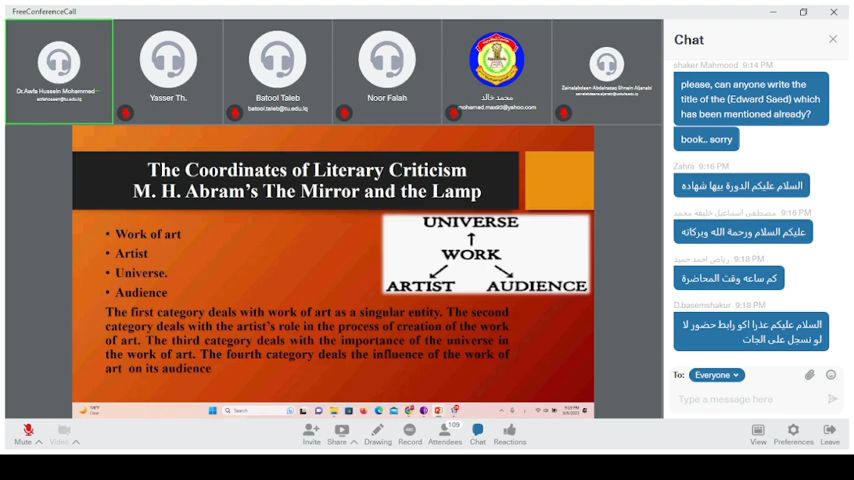 FreeConferenceCall
Dr.Awfa Hussein Mohammed
Yasser Th.
Batool Taleb
batool.taleb@tu.edu.iq
Noor Falah
محمد خالد
mohamed.maxit3@yahoo.com
The Coordinates of Literary Criticism
M. H. Abram's The Mirror and the Lamp
• Work of art
• Artist
• Universe.
• Audience
UNIVERSE
WORK
ARTIST
AUDIENCE
The first category deals with work of art as a singular entity. The second
category deals with the artist's role in the process of creation of the work
of art. The third category deals with the importance of the universe in
the work of art. The fourth category deals the influence of the work of
art on its audience
Search
Mute
Video
Invite
Share
Drawing
Record
109
Attendees
Chat
Reactions
View
Preferences
Leave
Chat
shaker Mahmood 9:14 PM
please, can anyone write the
title of the (Edward Saed) which
has been mentioned already?
book.. sorry
Zahra 9:16 PM
السلام عليكم الدورة بيها شهاده
مصطفى اسماعيل خليفة محمد 9:16 PM
عليكم السلام ورحمة الله وبركاته
رياض احمد حميد 9:18 PM
كم ساعه وقت المحاضرة
D.basemshakur 9:18 PM
السلام عليكم عذرا اكو رابط حضور لا
لو نسجل على الجات
To: Everyone
Type a message here